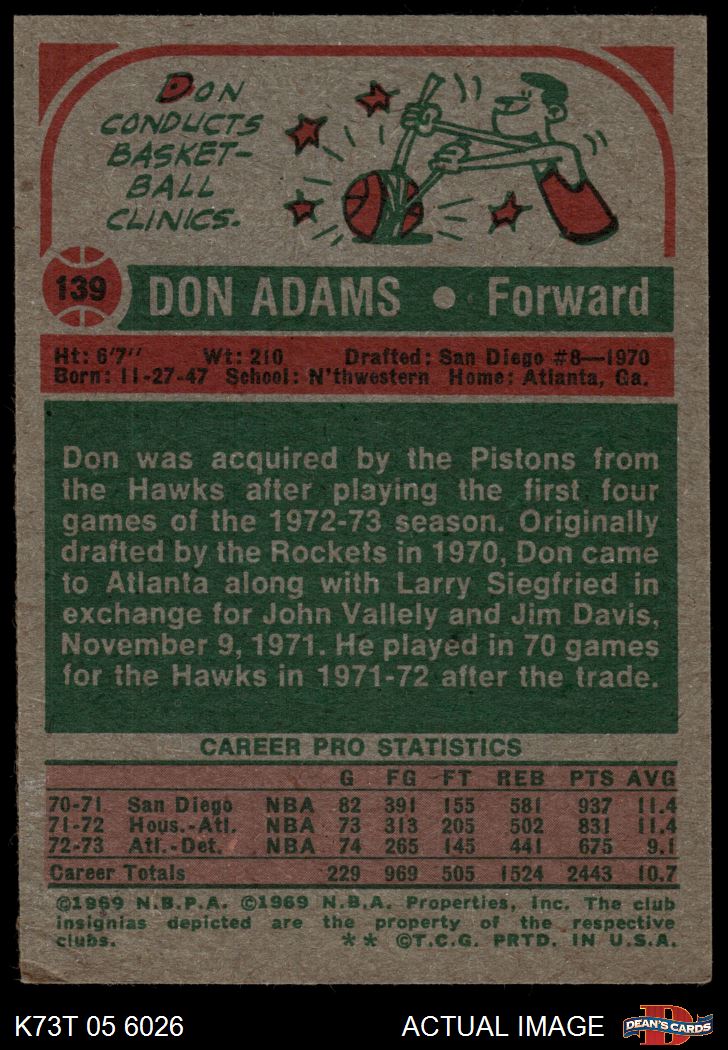 DON
CONDUCTS
BASKET-
BALL
CLINICS.
139 DON ADAMS • Forward
Ht: 6'7" Wt: 210 Drafted: San Diego #8—1970
Born: 11-27-47 School: N'thwestern Home: Atlanta, Ga.
Don was acquired by the Pistons from
the Hawks after playing the first four
games of the 1972-73 season. Originally
drafted by the Rockets in 1970, Don came
to Atlanta along with Larry Siegfried in
exchange for John Vallely and Jim Davis,
November 9, 1971. He played in 70 games
for the Hawks in 1971-72 after the trade.
CAREER PRO STATISTICS
G FG FT REB PTS AVG
70-71 San Diego NBA 82 391 155 581 937 11.4
71-72 Hous.-Atl. NBA 73 313 205 502 831 11.4
72-73 Atl.-Det. NBA 74 265 145 441 675 9.1
Career Totals 229 969 505 1524 2443 10.7
©1969 N.B.P.A. ©1969 N.B.A. Properties, Inc. The club
insignias depicted are the property of the respective
clubs. ** ©T.C.G. PRTD. IN U.S.A.
K73T 05 6026 ACTUAL IMAGE
D
DEAN'S CARDS